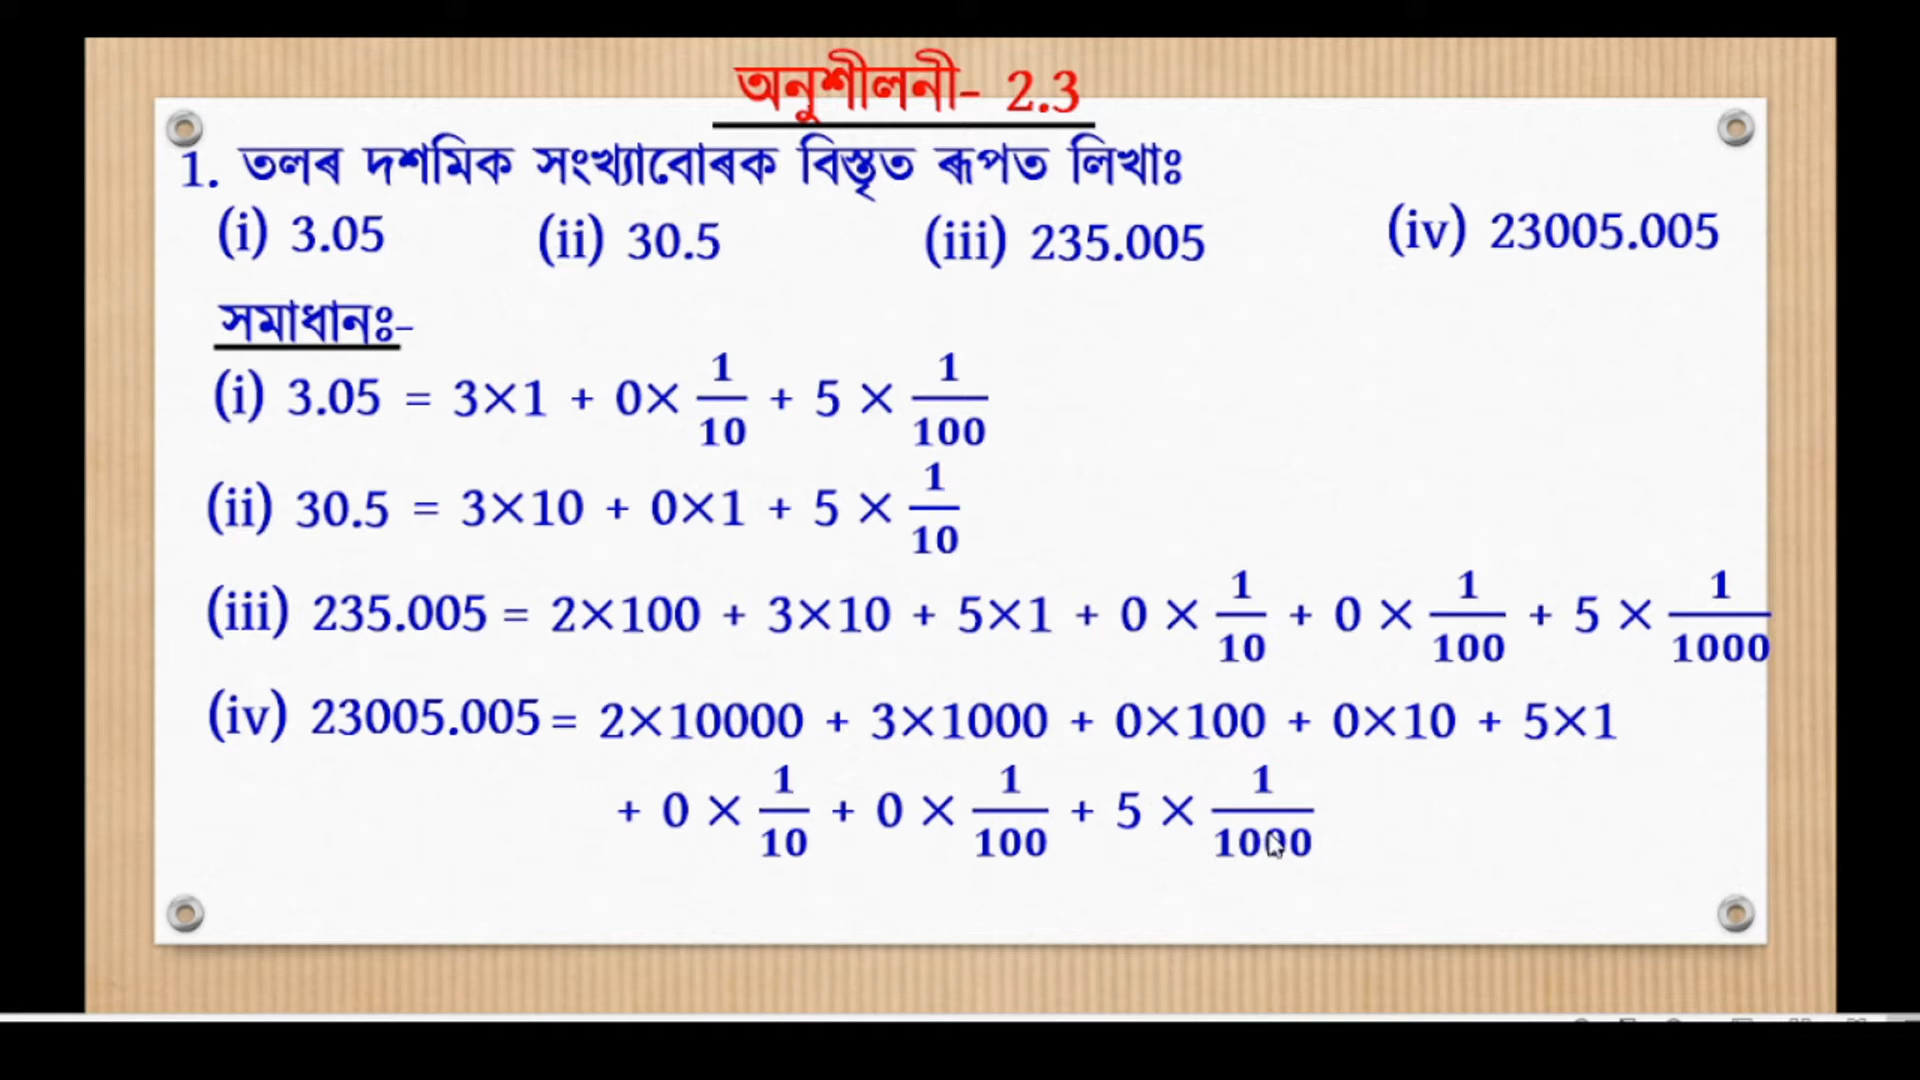 অনুশীলনী- 2.3
1. তলৰ দশমিক সংখ্যাবোৰক বিস্তৃত ৰূপত লিখাঃ
(i) 3.05 (ii) 30.5 (iii) 235.005 (iv) 23005.005
সমাধানঃ-
(i) 3.05 = 3×1 + 0× 1/10 + 5 × 1/100
(ii) 30.5 = 3×10 + 0×1 + 5 × 1/10
(iii) 235.005 = 2×100 + 3×10 + 5×1 + 0 × 1/10 + 0 × 1/100 + 5 × 1/1000
(iv) 23005.005 = 2×10000 + 3×1000 + 0×100 + 0×10 + 5×1
+ 0 × 1/10 + 0 × 1/100 + 5 × 1/1000